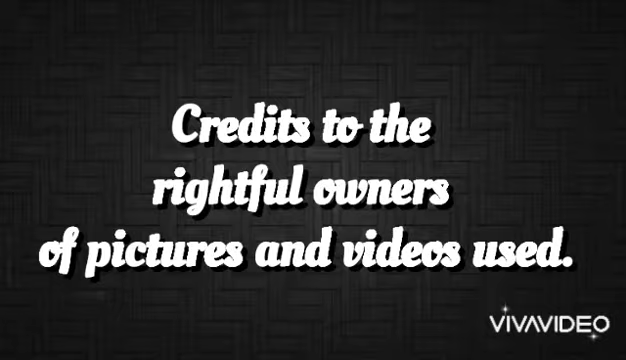 Credits to the
rightful owners
of pictures and videos used.
VIVAVIDEO